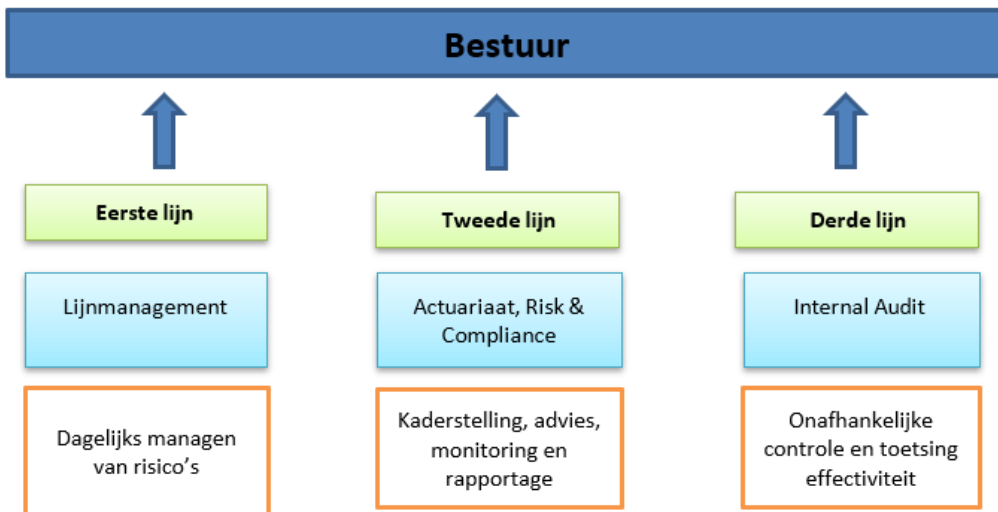 Bestuur
Eerste lijn
Tweede lijn
Derde lijn
Lijnmanagement
Actuariaat, Risk &
Compliance
Internal Audit
Dagelijks managen
van risico’s
Kaderstelling, advies,
monitoring en
rapportage
Onafhankelijke
controle en toetsing
effectiviteit